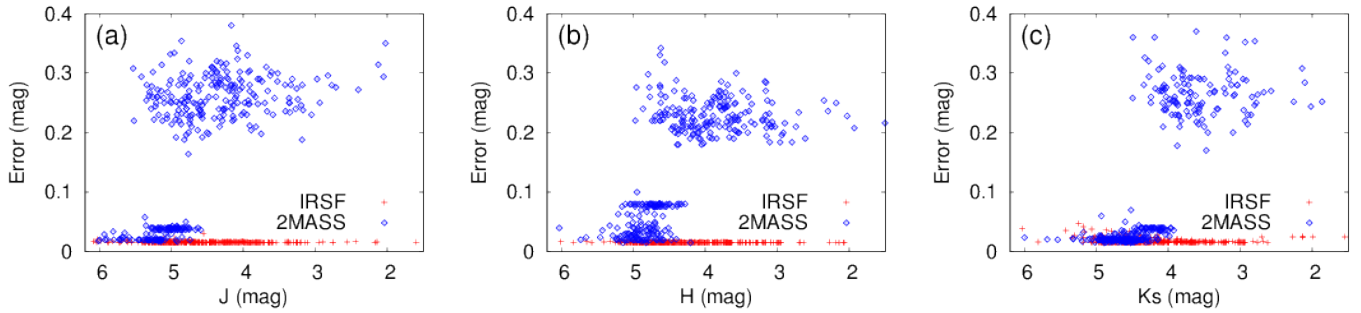 (a)
0.4
0.3
0.2
0.1
0
Error (mag)
IRSF
2MASS
6 5 4 3 2
J (mag)
(b)
0.4
0.3
0.2
0.1
0
Error (mag)
IRSF
2MASS
6 5 4 3 2
H (mag)
(c)
0.4
0.3
0.2
0.1
0
Error (mag)
IRSF
2MASS
6 5 4 3 2
Ks (mag)